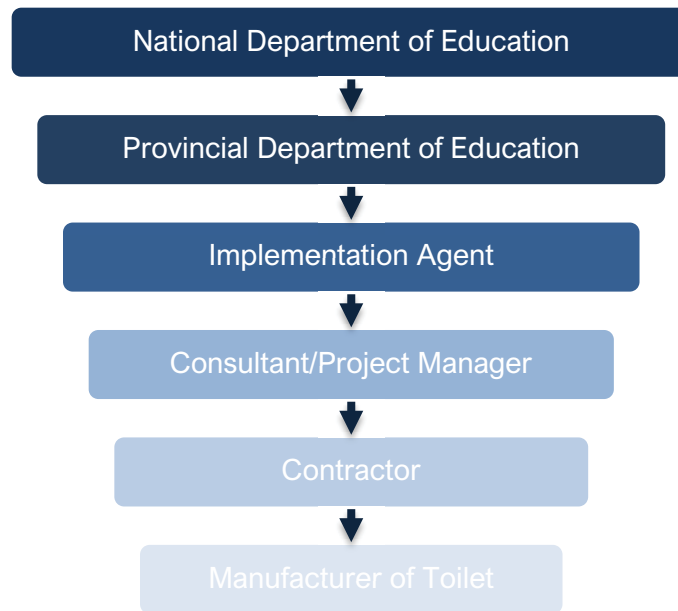 National Department of Education
Provincial Department of Education
Implementation Agent
Consultant/Project Manager
Contractor
Manufacturer of Toilet